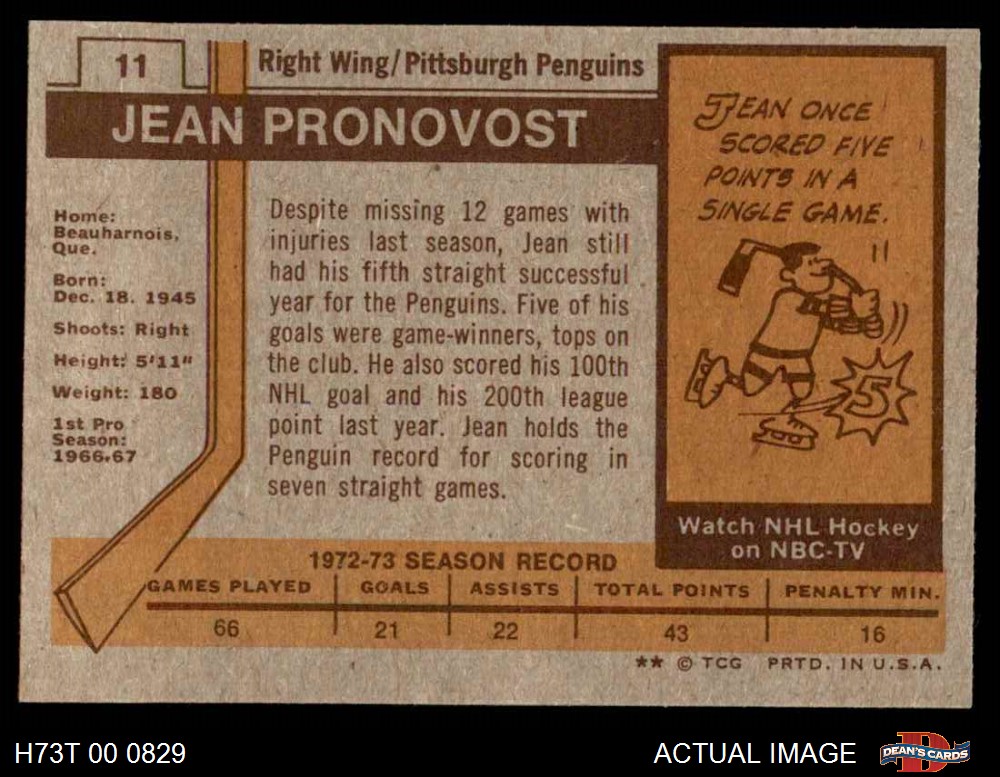 11
Right Wing/Pittsburgh Penguins
JEAN PRONOVOST
Home:
Beauharnois,
Que.
Born:
Dec. 18. 1945
Shoots: Right
Height: 5'11"
Weight: 180
1st Pro
Season:
1966-67
Despite missing 12 games with
injuries last season, Jean still
had his fifth straight successful
year for the Penguins. Five of his
goals were game-winners, tops on
the club. He also scored his 100th
NHL goal and his 200th league
point last year. Jean holds the
Penguin record for scoring in
seven straight games.
JEAN ONCE
SCORED FIVE
POINTS IN A
SINGLE GAME.
5
Watch NHL Hockey
on NBC-TV
1972-73 SEASON RECORD
GAMES PLAYED GOALS ASSISTS TOTAL POINTS PENALTY MIN.
66 21 22 43 16
** © TCG PRTD. IN U.S.A.
H73T 00 0829
ACTUAL IMAGE
D
DEAN'S CARDS